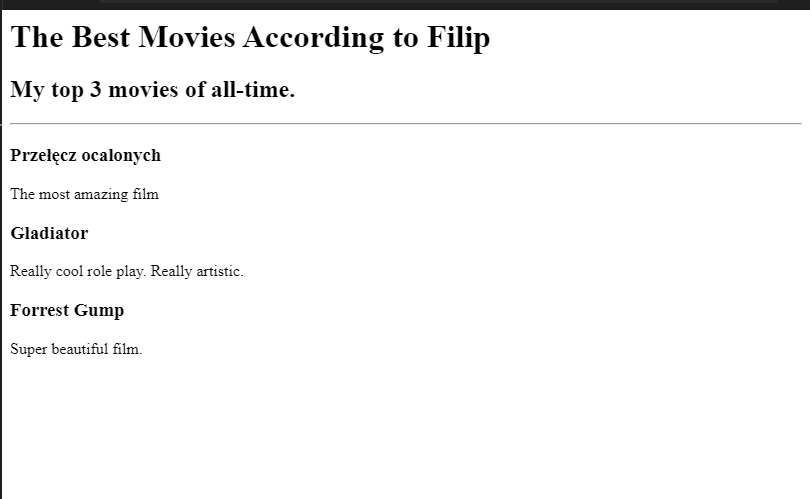 The Best Movies According to Filip
My top 3 movies of all-time.
Przełęcz ocalonych
The most amazing film
Gladiator
Really cool role play. Really artistic.
Forrest Gump
Super beautiful film.